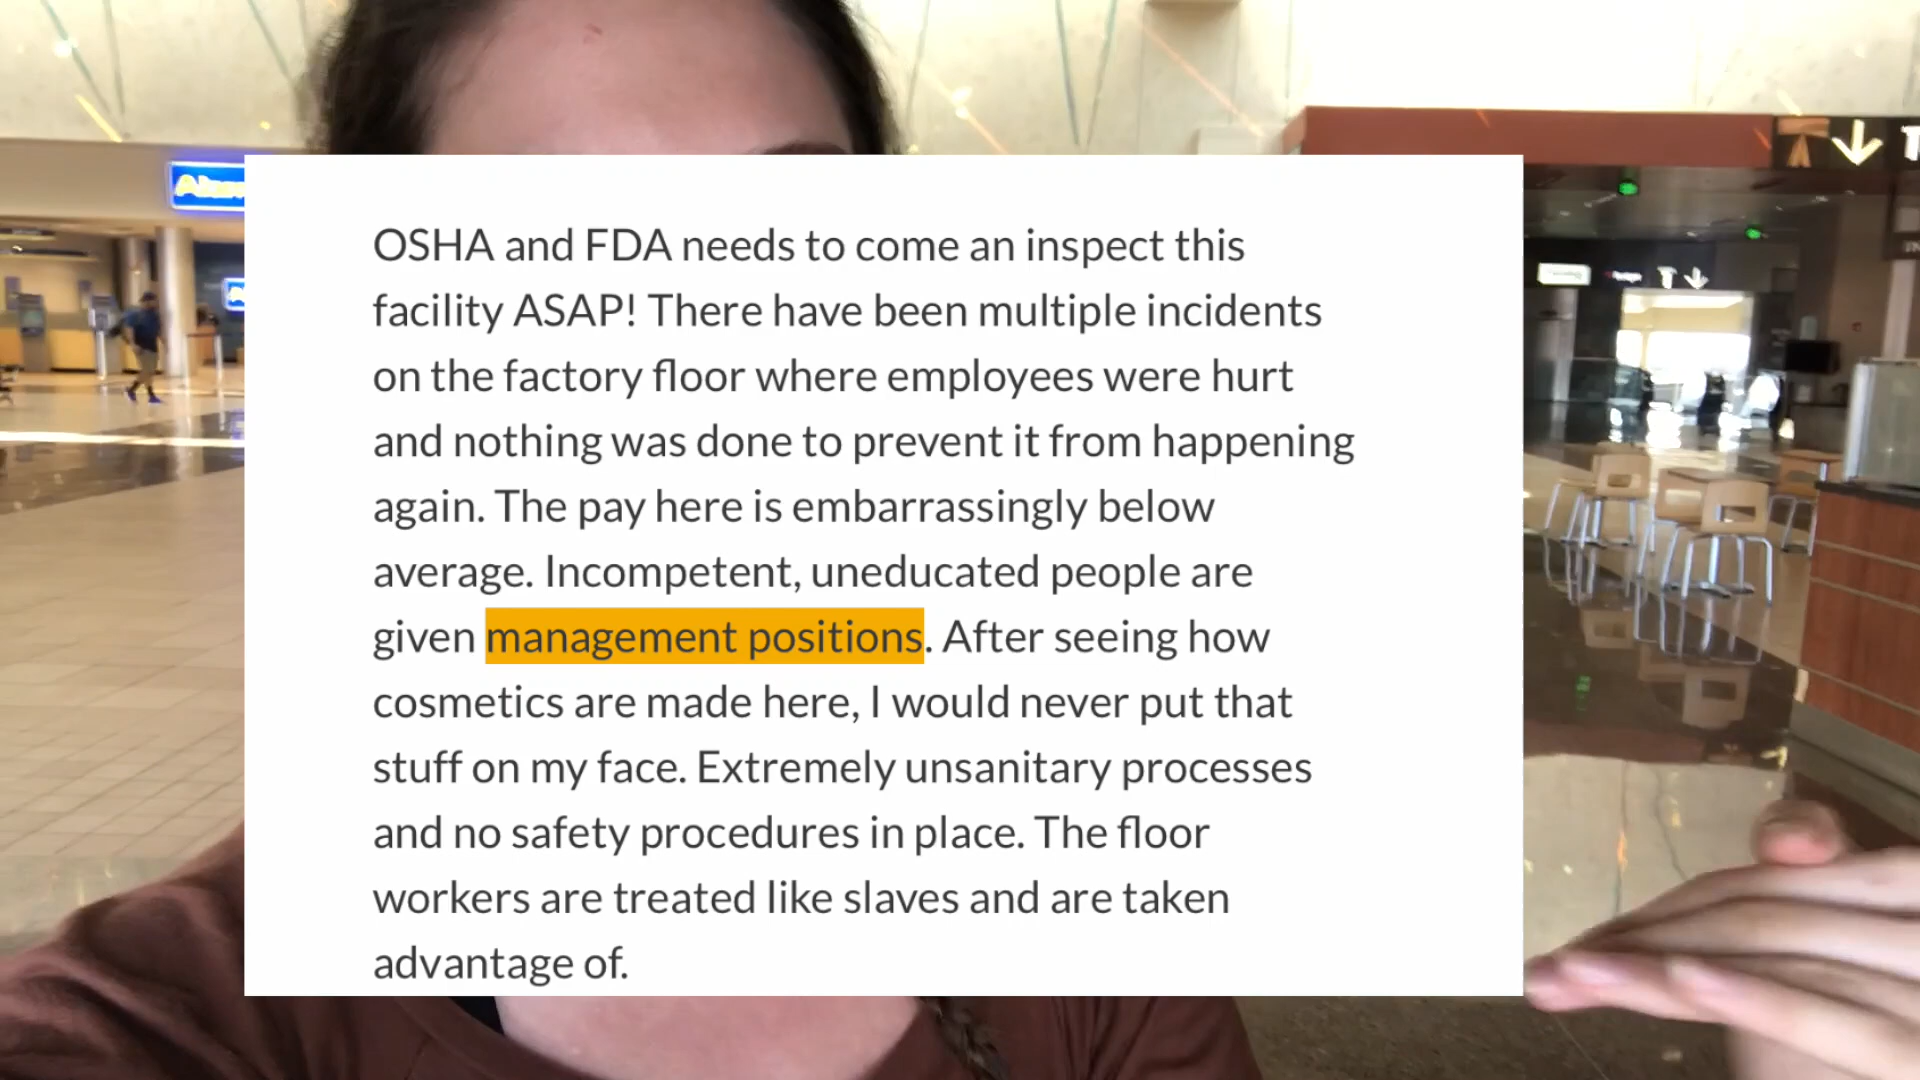 OSHA and FDA needs to come an inspect this
facility ASAP! There have been multiple incidents
on the factory floor where employees were hurt
and nothing was done to prevent it from happening
again. The pay here is embarrassingly below
average. Incompetent, uneducated people are
given management positions. After seeing how
cosmetics are made here, I would never put that
stuff on my face. Extremely unsanitary processes
and no safety procedures in place. The floor
workers are treated like slaves and are taken
advantage of.